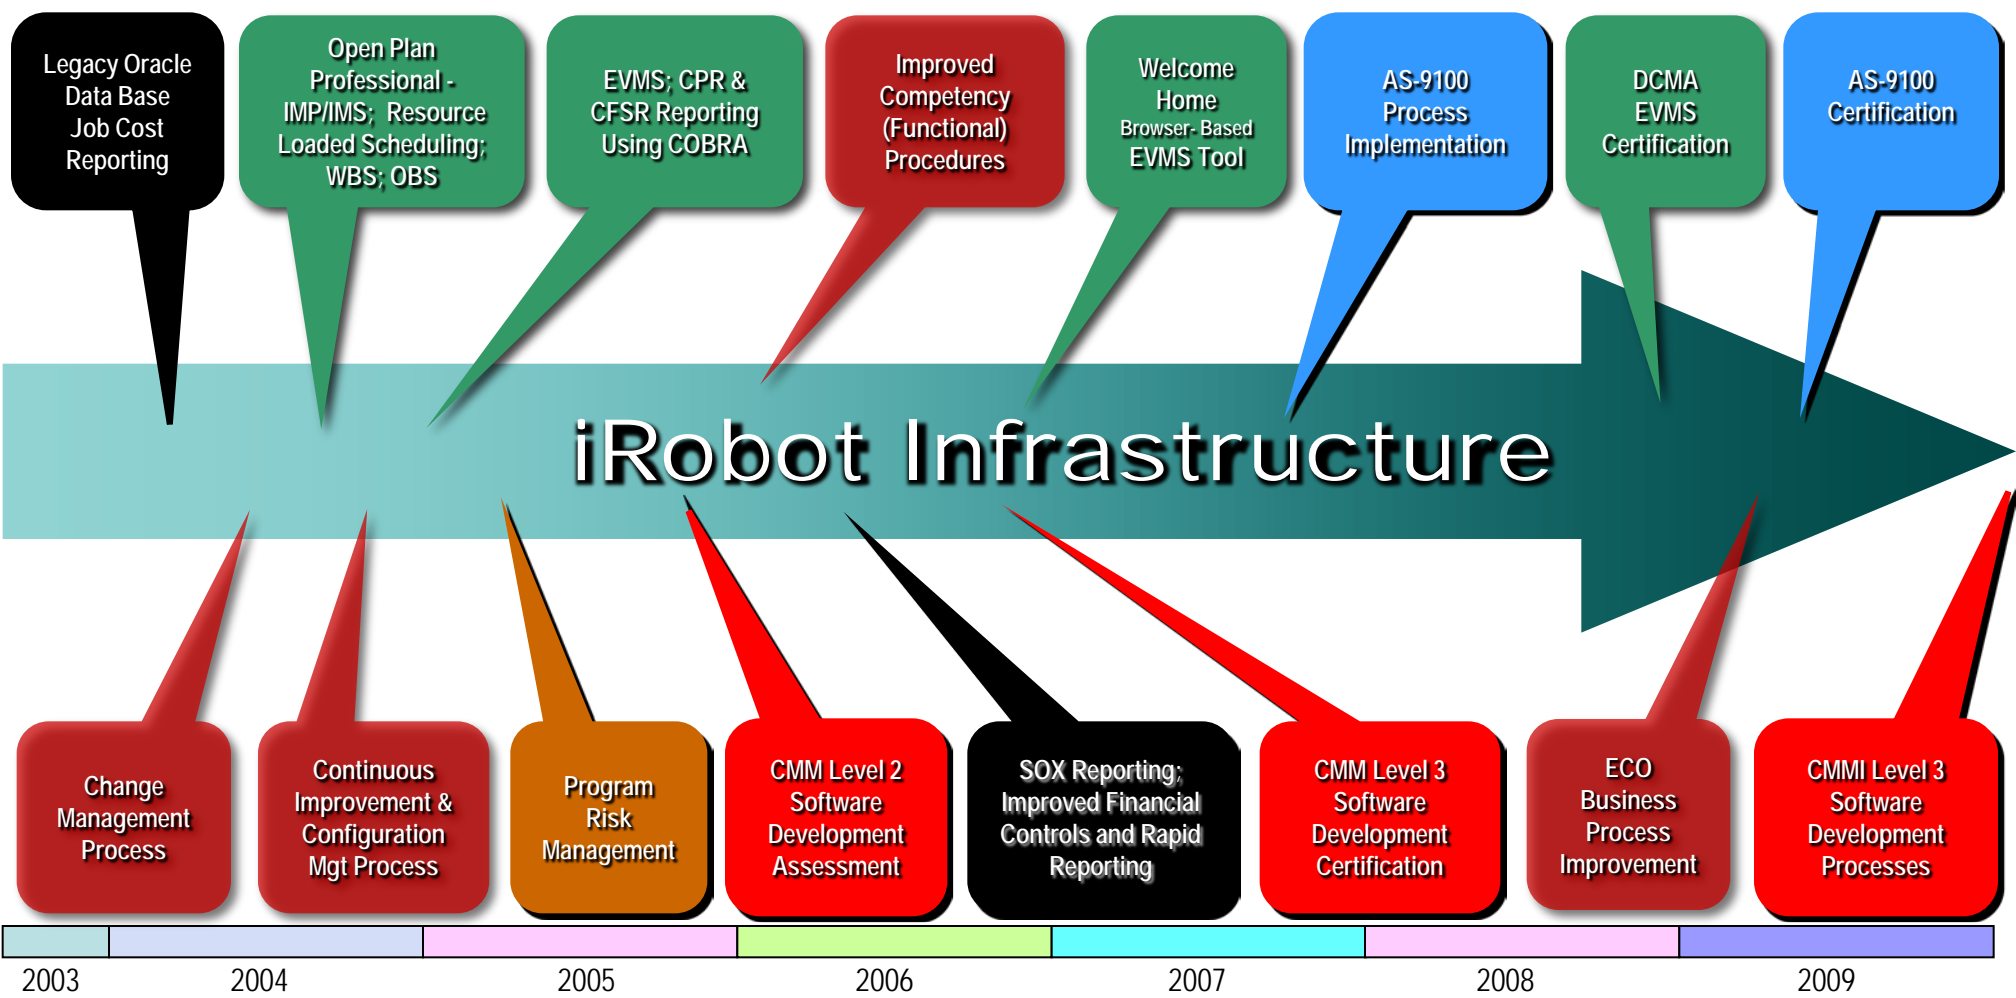 Legacy Oracle
Data Base
Job Cost
Reporting
Open Plan
Professional -
IMP/IMS;  Resource
Loaded Scheduling;
WBS; OBS
EVMS; CPR &
CFSR Reporting
Using COBRA
Improved
Competency
(Functional)
Procedures
Welcome
Home
Browser- Based
EVMS Tool
AS-9100
Process
Implementation
DCMA
EVMS
Certification
AS-9100
Certification
iRobot Infrastructure
Change
Management
Process
Continuous
Improvement &
Configuration
Mgt Process
Program
Risk
Management
CMM Level 2
Software
Development
Assessment
SOX Reporting;
Improved Financial
Controls and Rapid
Reporting
CMM Level 3
Software
Development
Certification
ECO
Business
Process
Improvement
CMMI Level 3
Software
Development
Processes
2003
2004
2005
2006
2007
2008
2009